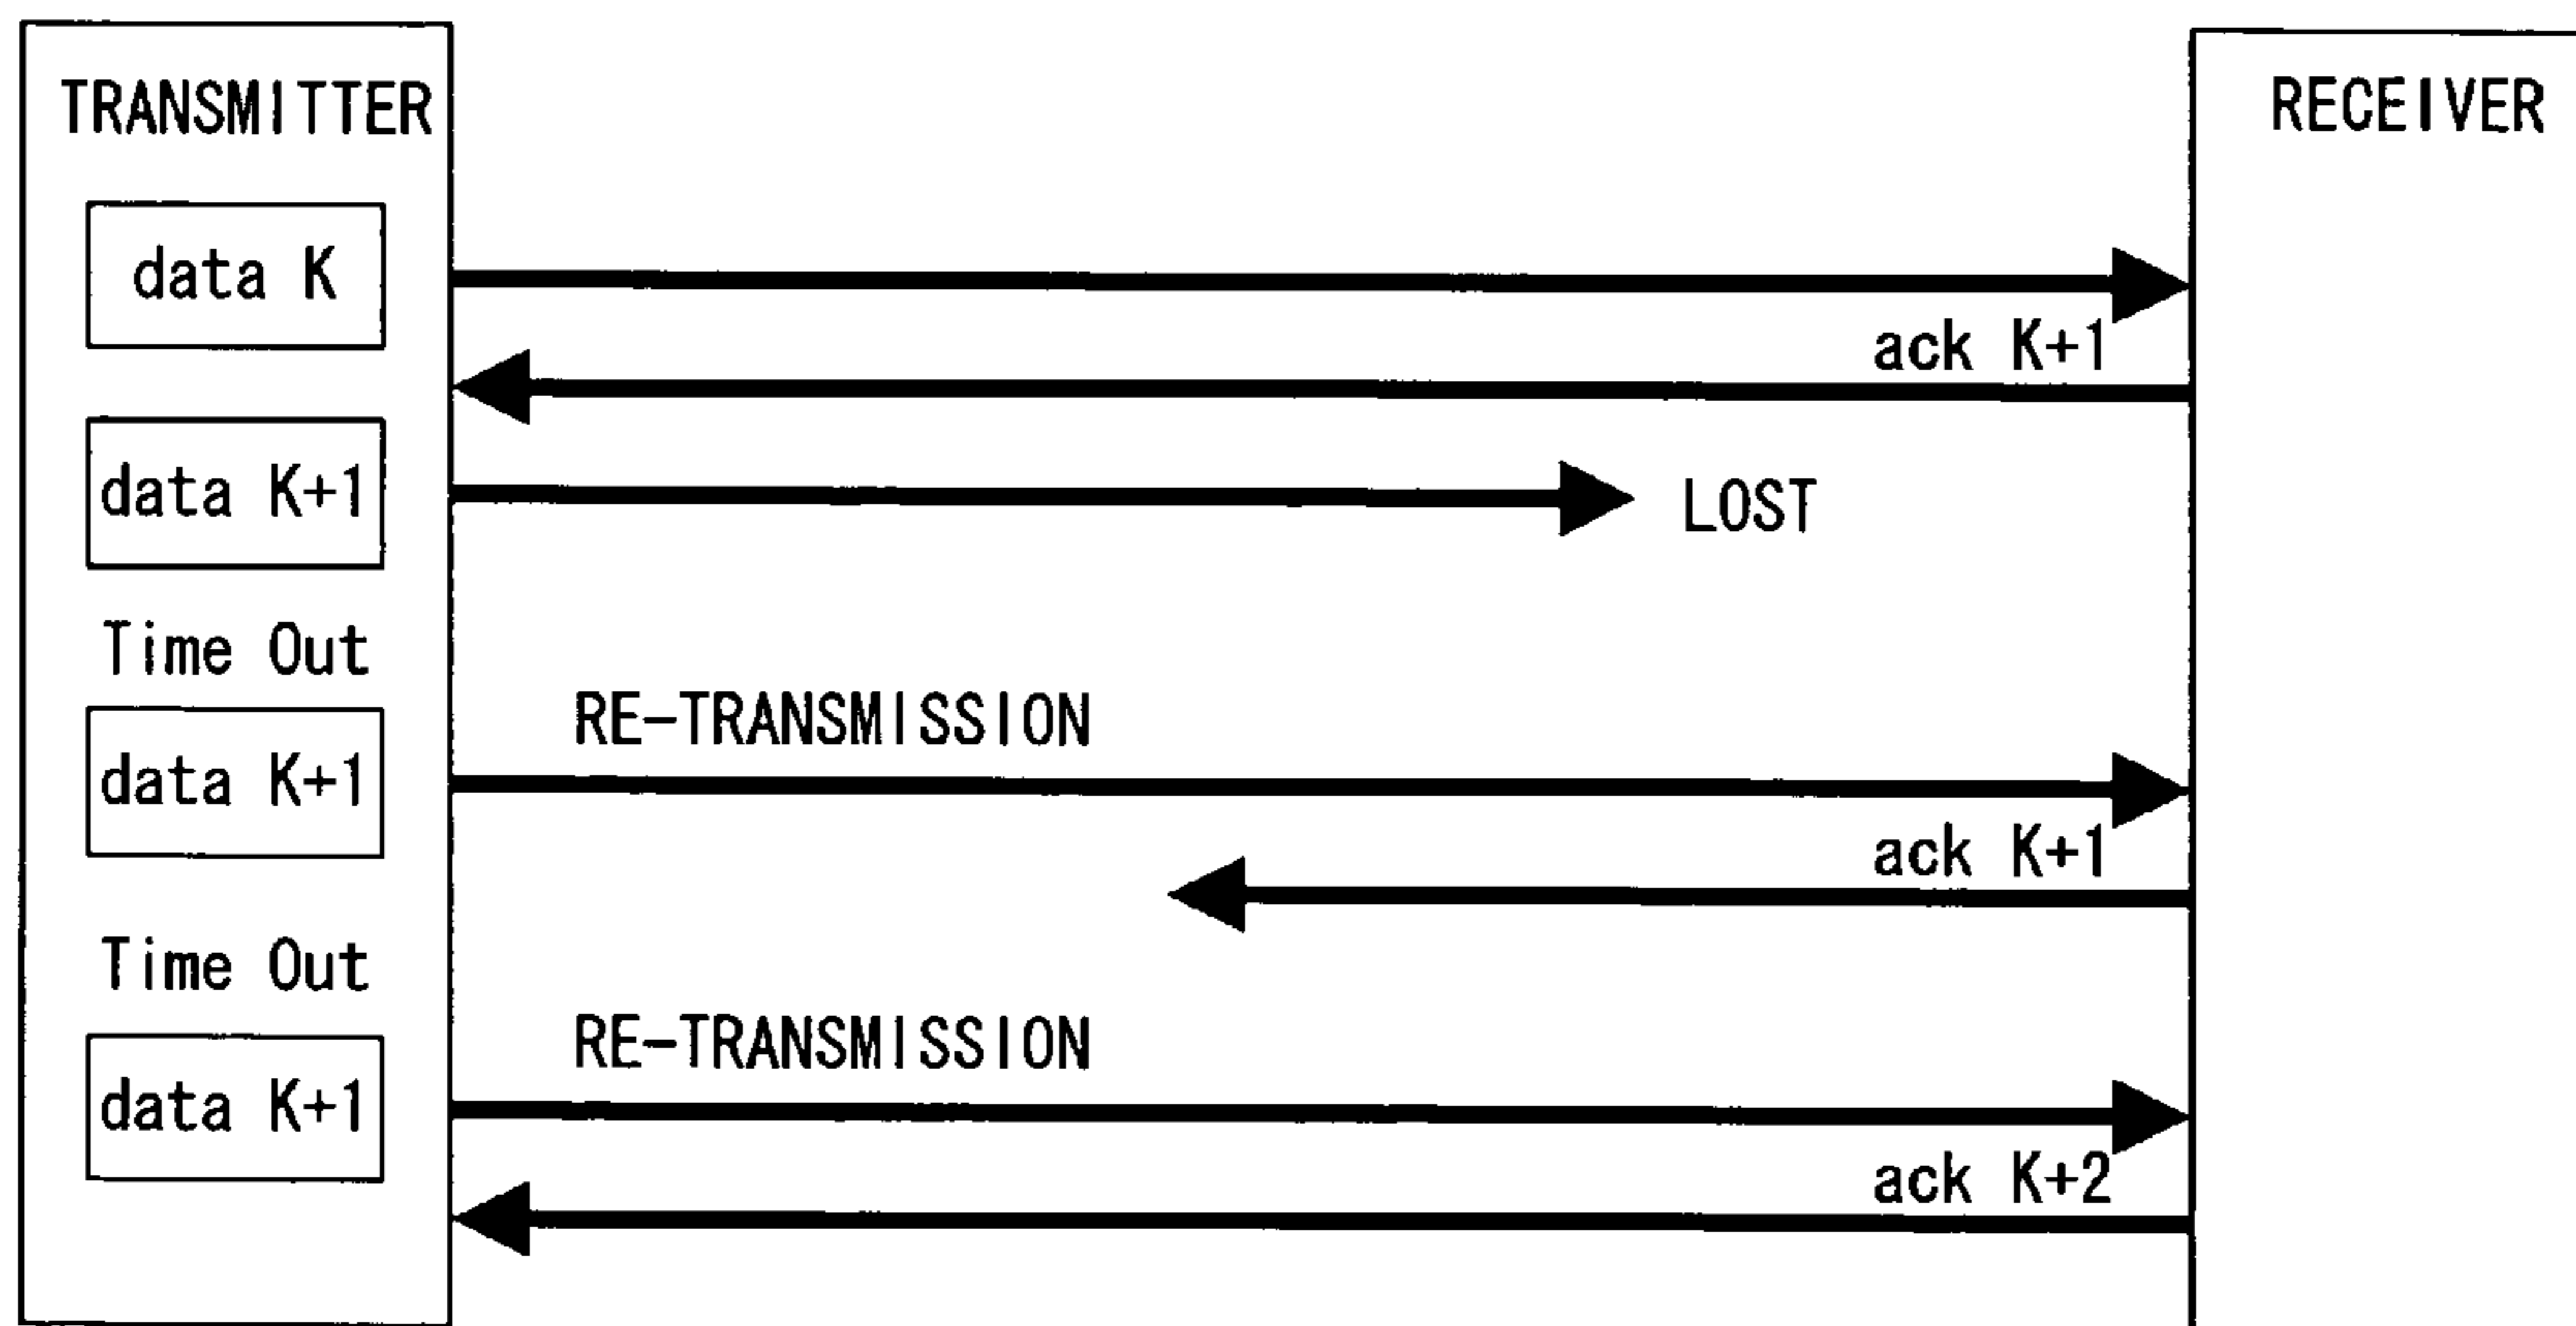 TRANSMITTER
RECEIVER
data K
ack K+1
data K+1
LOST
Time Out
RE-TRANSMISSION
data K+1
ack K+1
Time Out
RE-TRANSMISSION
data K+1
ack K+2